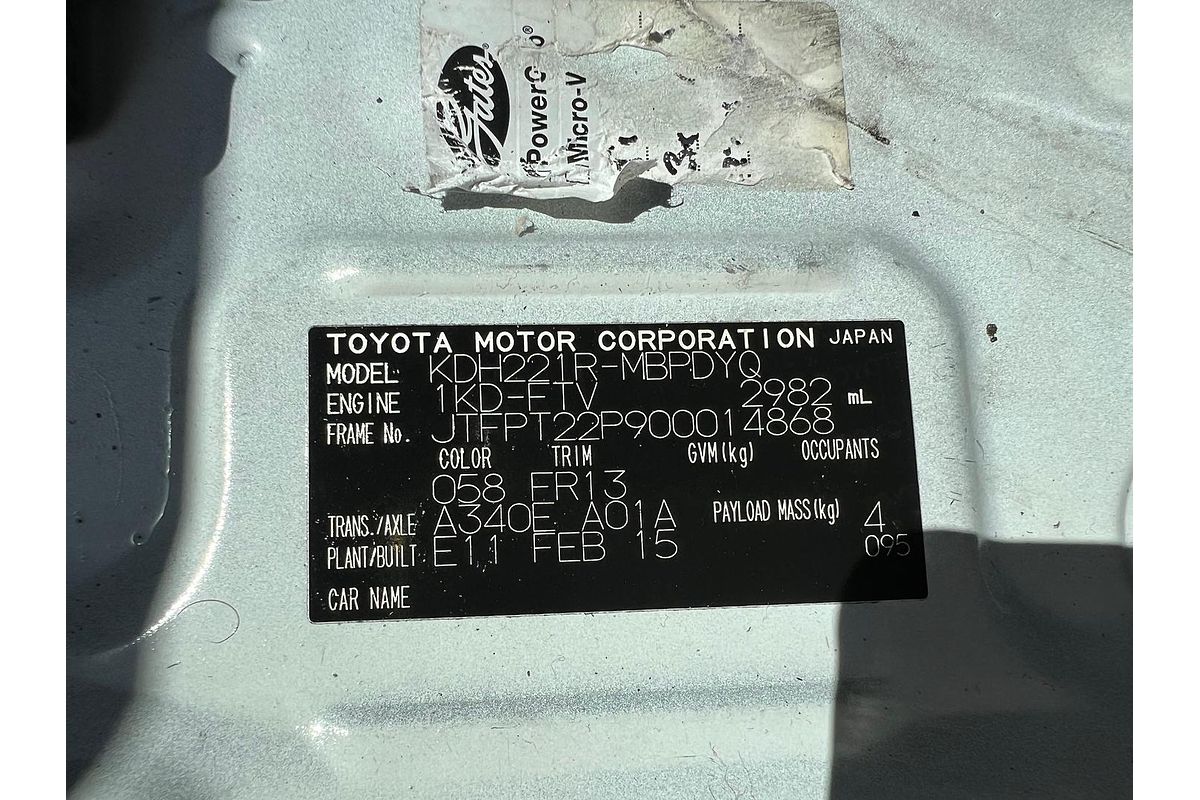 Gates®
Micro-V
TOYOTA MOTOR CORPORATION JAPAN
MODEL KDH221R-MBPDYQ
ENGINE 1KD-FTV 2982 mL
FRAME No. JTFPT22P900014868
COLOR TRIM GVM(kg) OCCUPANTS
058 FR13
TRANS./AXLE A340E A01A PAYLOAD MASS(kg) 4
PLANT/BUILT E11 FEB 15 095
CAR NAME